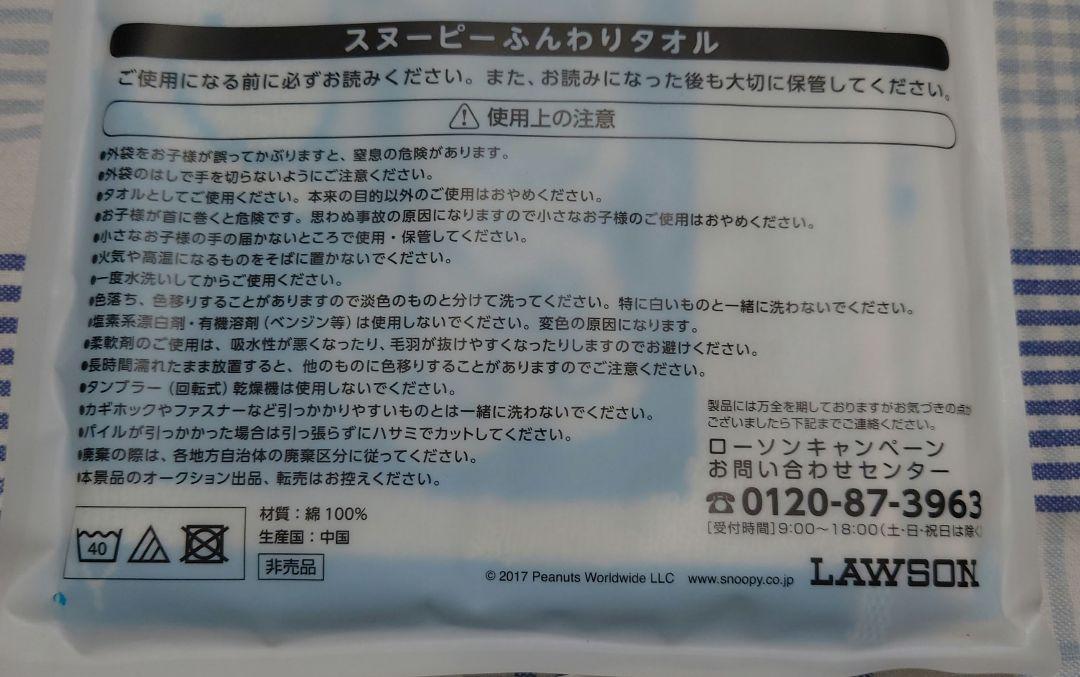 スヌーピーふんわりタオル
ご使用になる前に必ずお読みください。また、お読みになった後も大切に保管してください。
⚠ 使用上の注意
●外袋をお子様が誤ってかぶりますと、窒息の危険があります。
●外袋のはしで手を切らないようにご注意ください。
●タオルとしてご使用ください。本来の目的以外のご使用はおやめください。
●お子様が首に巻くと危険です。思わぬ事故の原因になりますので小さなお子様のご使用はおやめください。
●小さなお子様の手の届かないところで使用・保管してください。
●火気や高温になるものをそばに置かないでください。
●一度水洗いしてからご使用ください。
●色落ち、色移りすることがありますので淡色のものと分けて洗ってください。特に白いものと一緒に洗わないでください。
●塩素系漂白剤・有機溶剤(ベンジン等)は使用しないでください。変色の原因になります。
●柔軟剤のご使用は、吸水性が悪くなったり、毛羽が抜けやすくなったりしますのでお避けください。
●長時間濡れたまま放置すると、他のものに色移りすることがありますのでご注意ください。
●タンブラー(回転式)乾燥機は使用しないでください。
●カギホックやファスナーなど引っかかりやすいものとは一緒に洗わないでください。
●パイルが引っかかった場合は引っ張らずにハサミでカットしてください。
●廃棄の際は、各地方自治体の廃棄区分に従ってください。
●本景品のオークション出品、転売はお控えください。
40
材質:綿100%
生産国:中国
非売品
製品には万全を期しておりますがお気づきの点が
ございましたら下記までご連絡ください。
ローソンキャンペーン
お問い合わせセンター
☎0120-87-3963
[受付時間]9:00～18:00(土・日・祝日は除く
© 2017 Peanuts Worldwide LLC www.snoopy.co.jp
LAWSON